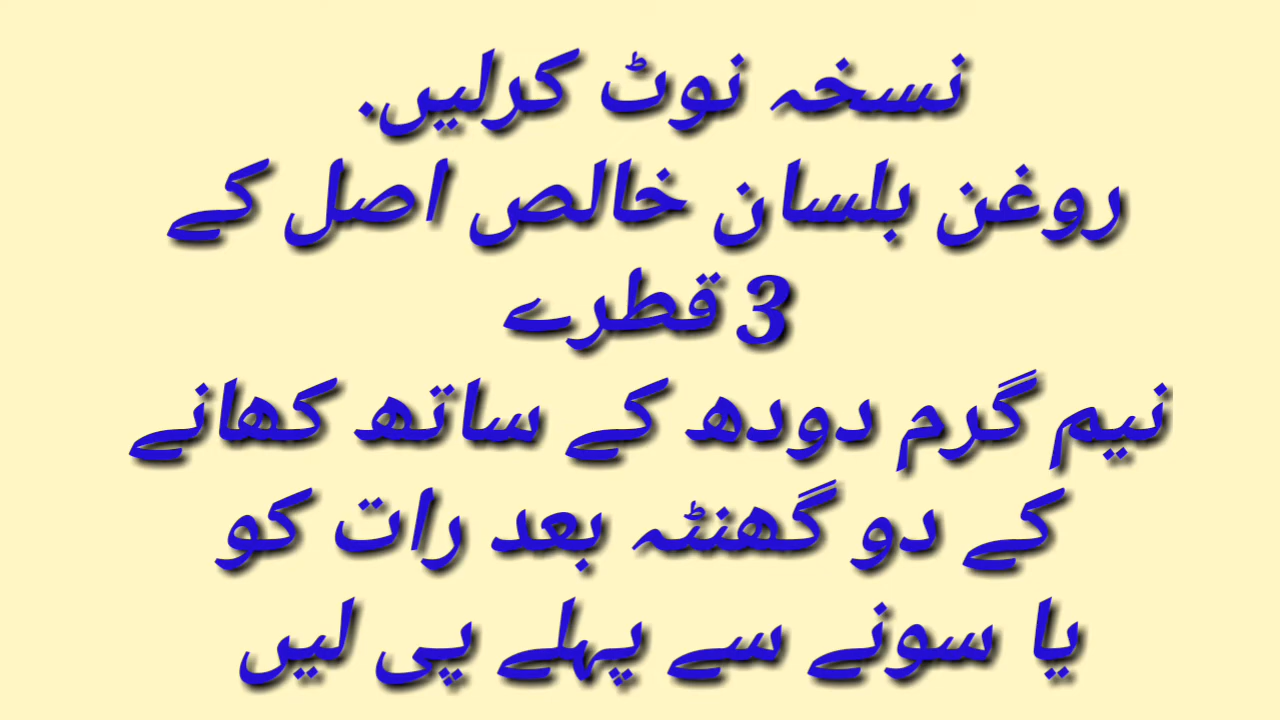 نسخہ نوٹ کرلیں.
روغن بلسان خالص اصل کے
3 قطرے
نیم گرم دودھ کے ساتھ کھانے
کے دو گھنٹہ بعد رات کو
یا سونے سے پہلے پی لیں